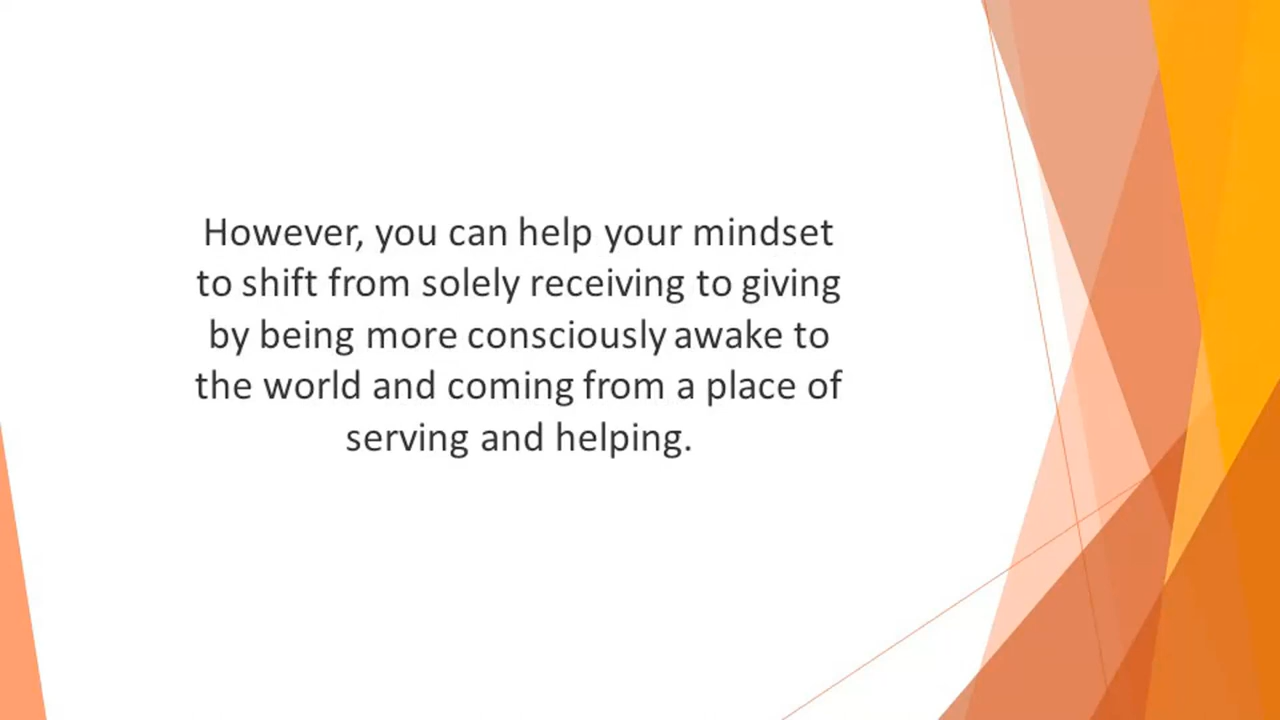 However, you can help your mindset
to shift from solely receiving to giving
by being more consciously awake to
the world and coming from a place of
serving and helping.